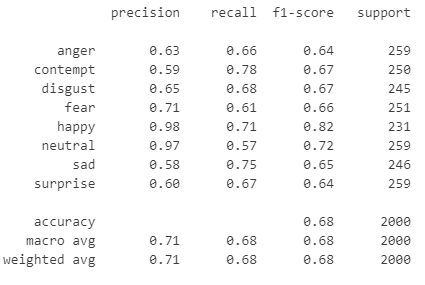 precision recall f1-score support
anger 0.63 0.66 0.64 259
contempt 0.59 0.78 0.67 250
disgust 0.65 0.68 0.67 245
fear 0.71 0.61 0.66 251
happy 0.98 0.71 0.82 231
neutral 0.97 0.57 0.72 259
sad 0.58 0.75 0.65 246
surprise 0.60 0.67 0.64 259
accuracy 0.68 2000
macro avg 0.71 0.68 0.68 2000
weighted avg 0.71 0.68 0.68 2000